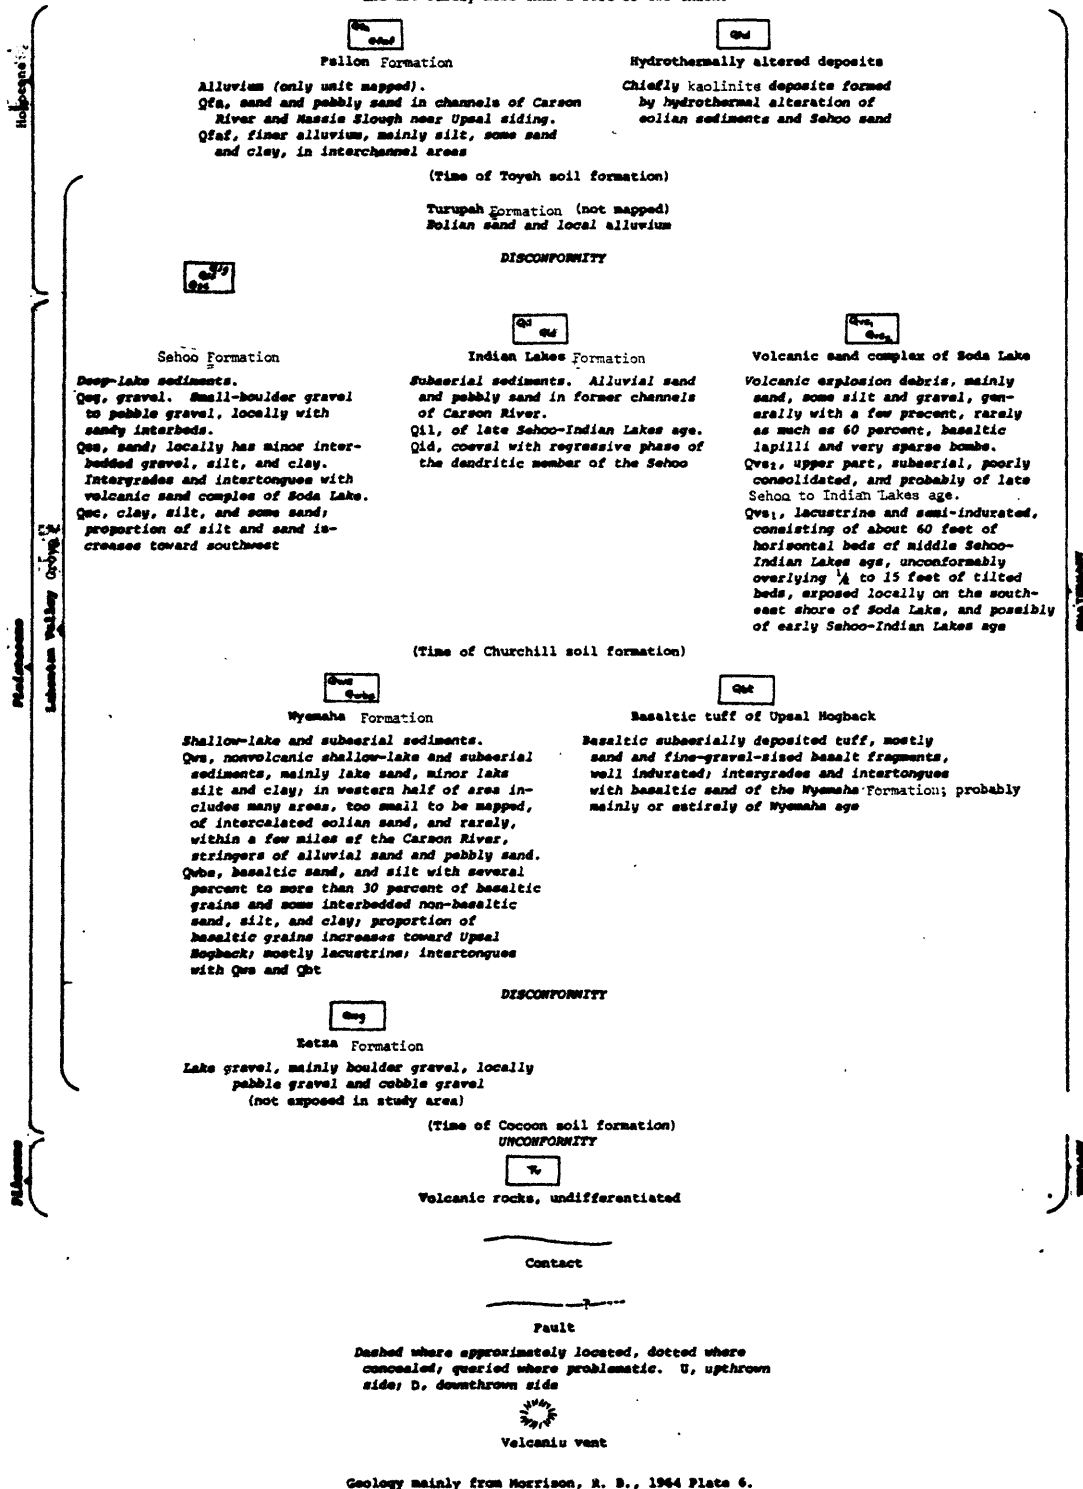 Qfa
Qfaf
Fallon Formation
Alluvium (only unit mapped).
Qfa, sand and pebbly sand in channels of Carson
River and Massie Slough near Upsal siding.
Qfaf, finer alluvium, mainly silt, some sand
and clay, in interchannel areas
Hydrothermally altered deposits
Chiefly kaolinite deposits formed
by hydrothermal alteration of
eolian sediments and Sehoo sand
(Time of Toyeh soil formation)
Turupah Formation (not mapped)
Eolian sand and local alluvium
DISCONFORMITY
Sehoo Formation
Deep-lake sediments.
Qsg, gravel. Small-boulder gravel
to pebble gravel, locally with
sandy interbeds.
Qss, sand; locally has minor inter-
bedded gravel, silt, and clay.
Intergrades and intertongues with
volcanic sand complex of Soda Lake.
Qsc, clay, silt, and some sand;
proportion of silt and sand is-
creases toward southwest
Qil
Qid
Indian Lakes Formation
Subaerial sediments. Alluvial sand
and pebbly sand in former channels
of Carson River.
Qil, of late Sehoo-Indian Lakes age.
Qid, coeval with regressive phase of
the dendritic member of the Sehoo
Qvs₁
Qvs₂
Volcanic sand complex of Soda Lake
Volcanic explosion debris, mainly
sand, some silt and gravel, gen-
erally with a few precent, rarely
as much as 60 percent, basaltic
lapilli and very sparse bombs.
Qvs₂, upper part, subaerial, poorly
consolidated, and probably of late
Sehoo to Indian Lakes age.
Qvs₁, lacustrine and semi-indurated,
consisting of about 60 feet of
horizontal beds of middle Sehoo-
Indian Lakes age, unconformably
overlying ¼ to 15 feet of tilted
beds, exposed locally on the south-
east shore of Soda Lake, and possibly
of early Sehoo-Indian Lakes age
(Time of Churchill soil formation)
Qws
Qwbs
Wyemaha Formation
Shallow-lake and subaerial sediments.
Qws, nonvolcanic shallow-lake and subaerial
sediments, mainly lake sand, minor lake
silt and clay; in western half of area in-
cludes many areas, too small to be mapped,
of intercalated eolian sand, and rarely,
within a few miles of the Carson River,
stringers of alluvial sand and pebbly sand.
Qwbs, basaltic sand, and silt with several
percent to more than 30 percent of basaltic
grains and some interbedded non-basaltic
sand, silt, and clay; proportion of
basaltic grains increases toward Upsal
Hogback; mostly lacustrine; intertongues
with Qws and Qbt
Qbt
Basaltic tuff of Upsal Hogback
Basaltic subaerially deposited tuff, mostly
sand and fine-gravel-sized basalt fragments,
well indurated; intergrades and intertongues
with basaltic sand of the Wyemaha Formation; probably
mainly or entirely of Wyemaha age
DISCONFORMITY
Eetza Formation
Lake gravel, mainly boulder gravel, locally
pebble gravel and cobble gravel
(not exposed in study area)
(Time of Cocoon soil formation)
UNCONFORMITY
Tv
Volcanic rocks, undifferentiated
Holocene
Pleistocene
Lahontan Valley Group
Pliocene
Contact
?
Fault
Dashed where approximately located, dotted where
concealed; queried where problematic. U, upthrown
side; D, downthrown side
Volcanic vent
Geology mainly from Morrison, R. B., 1964 Plate 6.